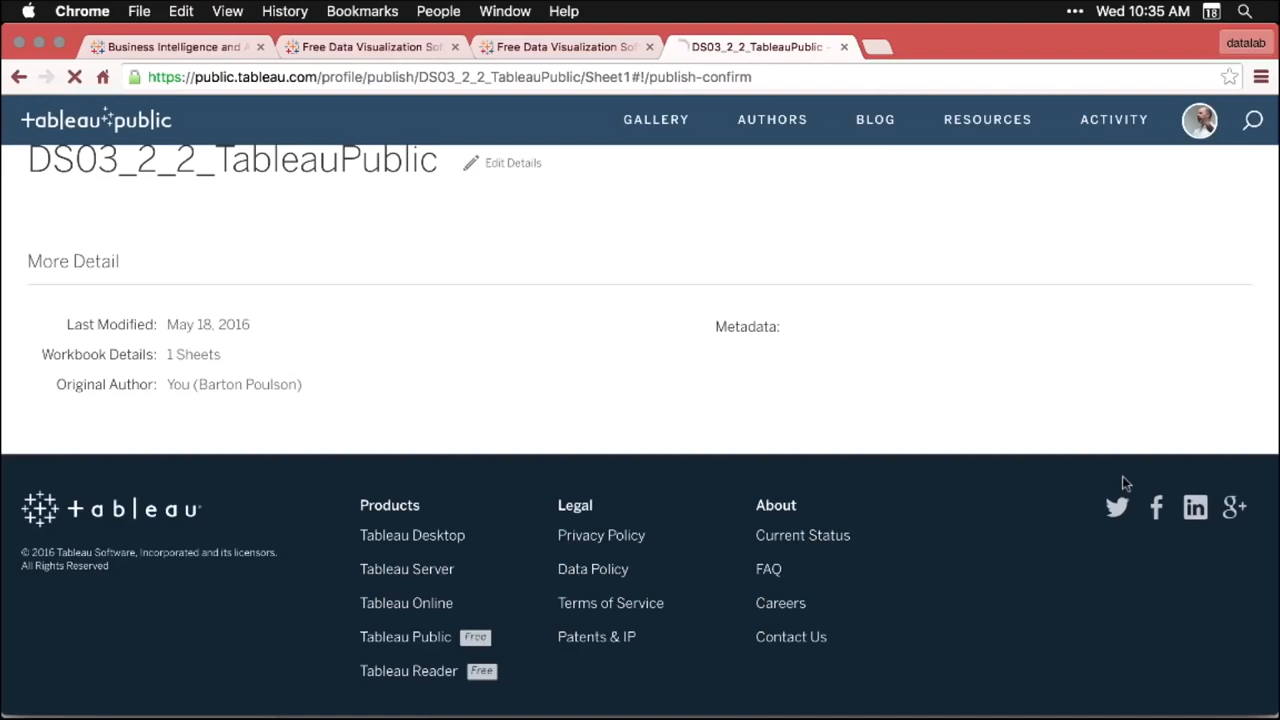 Chrome File Edit View History Bookmarks People Window Help ••• Wed 10:35 AM 18
Business Intelligence and A Free Data Visualization Sof Free Data Visualization Sof DS03_2_2_TableauPublic - datalab
https://public.tableau.com/profile/publish/DS03_2_2_TableauPublic/Sheet1#!/publish-confirm
+ableau public GALLERY AUTHORS BLOG RESOURCES ACTIVITY
DS03_2_2_TableauPublic Edit Details
More Detail
Last Modified: May 18, 2016 Metadata:
Workbook Details: 1 Sheets
Original Author: You (Barton Poulson)
+ableau Products Legal About f in g+
Tableau Desktop Privacy Policy Current Status
© 2016 Tableau Software, Incorporated and its licensors.
All Rights Reserved
Tableau Server Data Policy FAQ
Tableau Online Terms of Service Careers
Tableau Public Free Patents & IP Contact Us
Tableau Reader Free